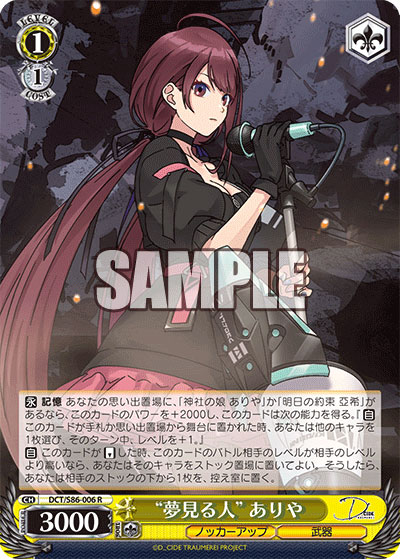 LEVEL
1
1
COST
SAMPLE
永 記憶 あなたの思い出置場に、「神社の娘 ありや」か「明日の約束 亞希」が
あるなら、このカードのパワーを+2000し、このカードは次の能力を得る。『自
このカードが手札か思い出置場から舞台に置かれた時、あなたは他のキャラを
1枚選び、そのターン中、レベルを+1。』
自 このカードが した時、このカードのバトル相手のレベルが相手のレベル
より高いなら、あなたはそのキャラをストック置場に置いてよい。そうしたら、
あなたは相手のストックの下から1枚を、控え室に置く。
CH DCT/S86-006 R
3000
“夢見る人” ありや
ノッカーアップ
武器
©D_CIDE TRAUMEREI PROJECT